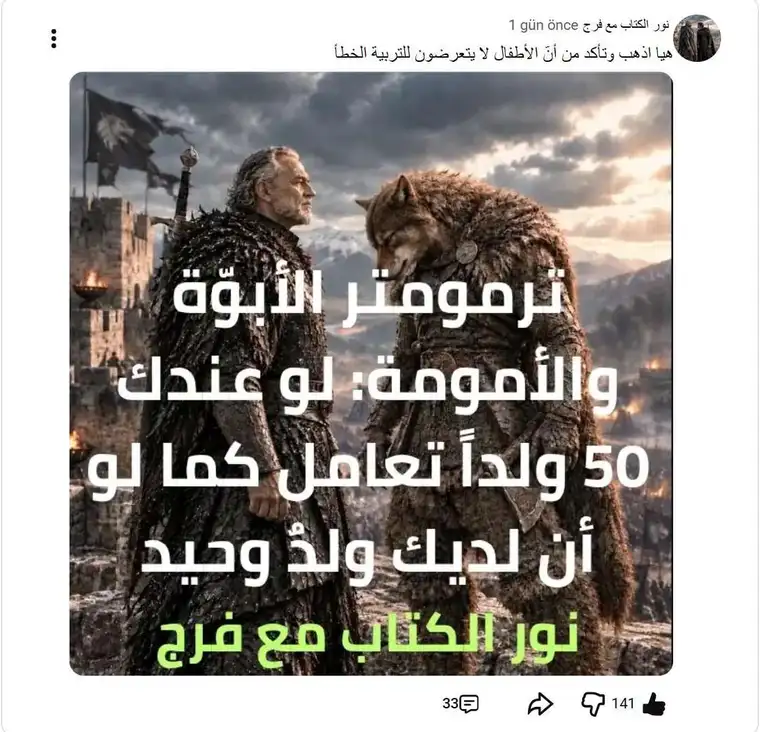 نور الكتاب مع فرج 1 gün önce
هيا اذهب وتأكد من أنّ الأطفال لا يتعرضون للتربية الخطأ
ترمومتر الأبوّة
والأمومة: لو عندك
50 ولداً تعامل كما لو
أن لديك ولدٌ وحيد
نور الكتاب مع فرج
141 33